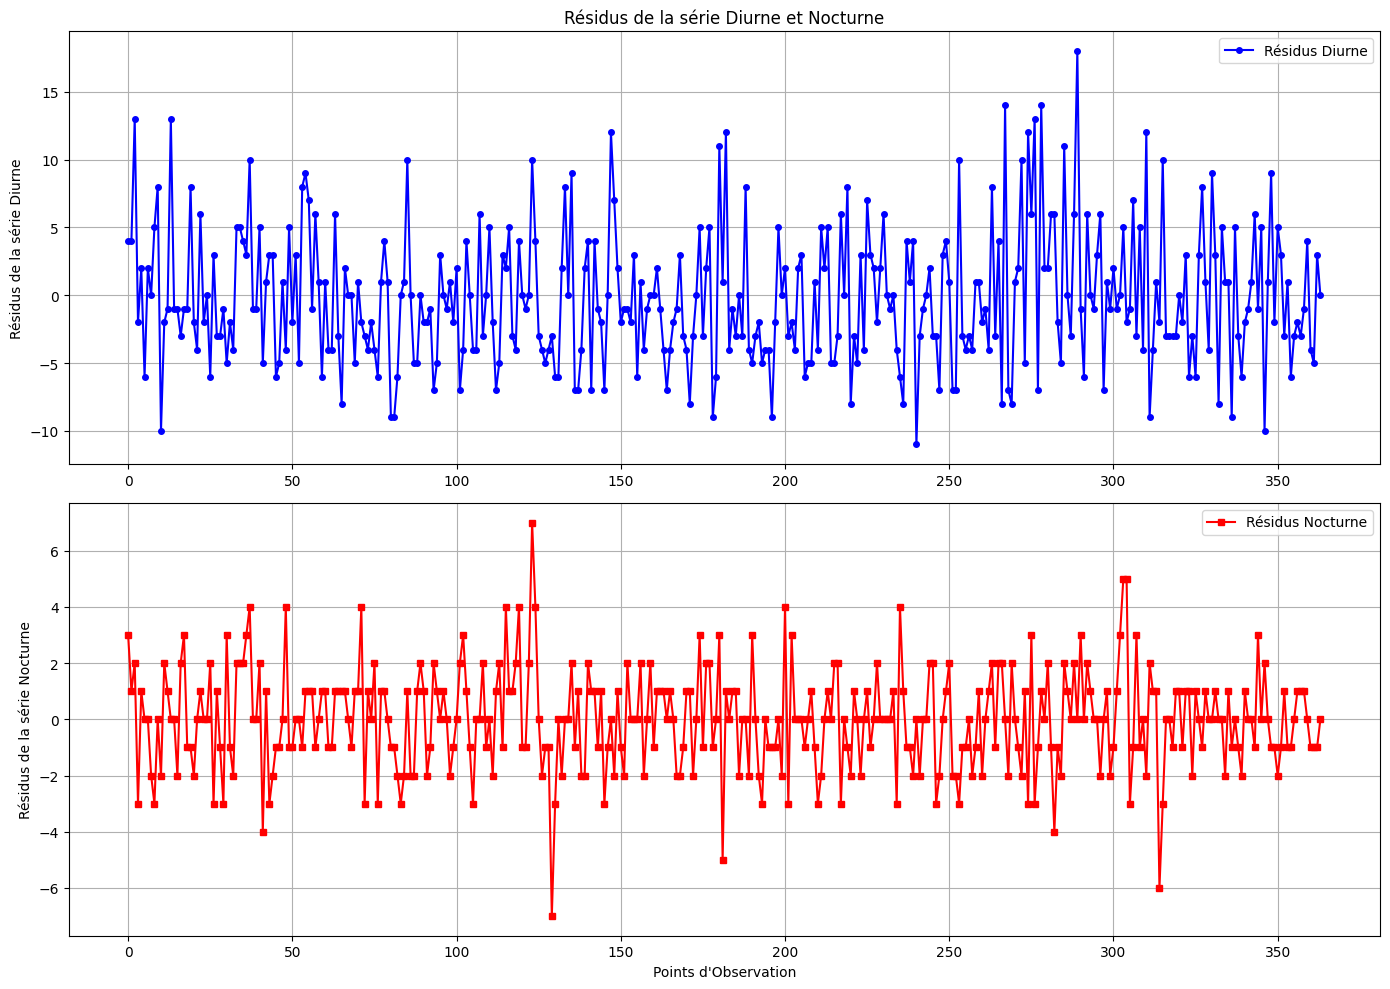 Résidus de la série Diurne et Nocturne
Résidus Diurne
Résidus de la série Diurne
15
10
5
0
−5
−10
0 50 100 150 200 250 300 350
Résidus Nocturne
Résidus de la série Nocturne
6
4
2
0
−2
−4
−6
0 50 100 150 200 250 300 350
Points d'Observation